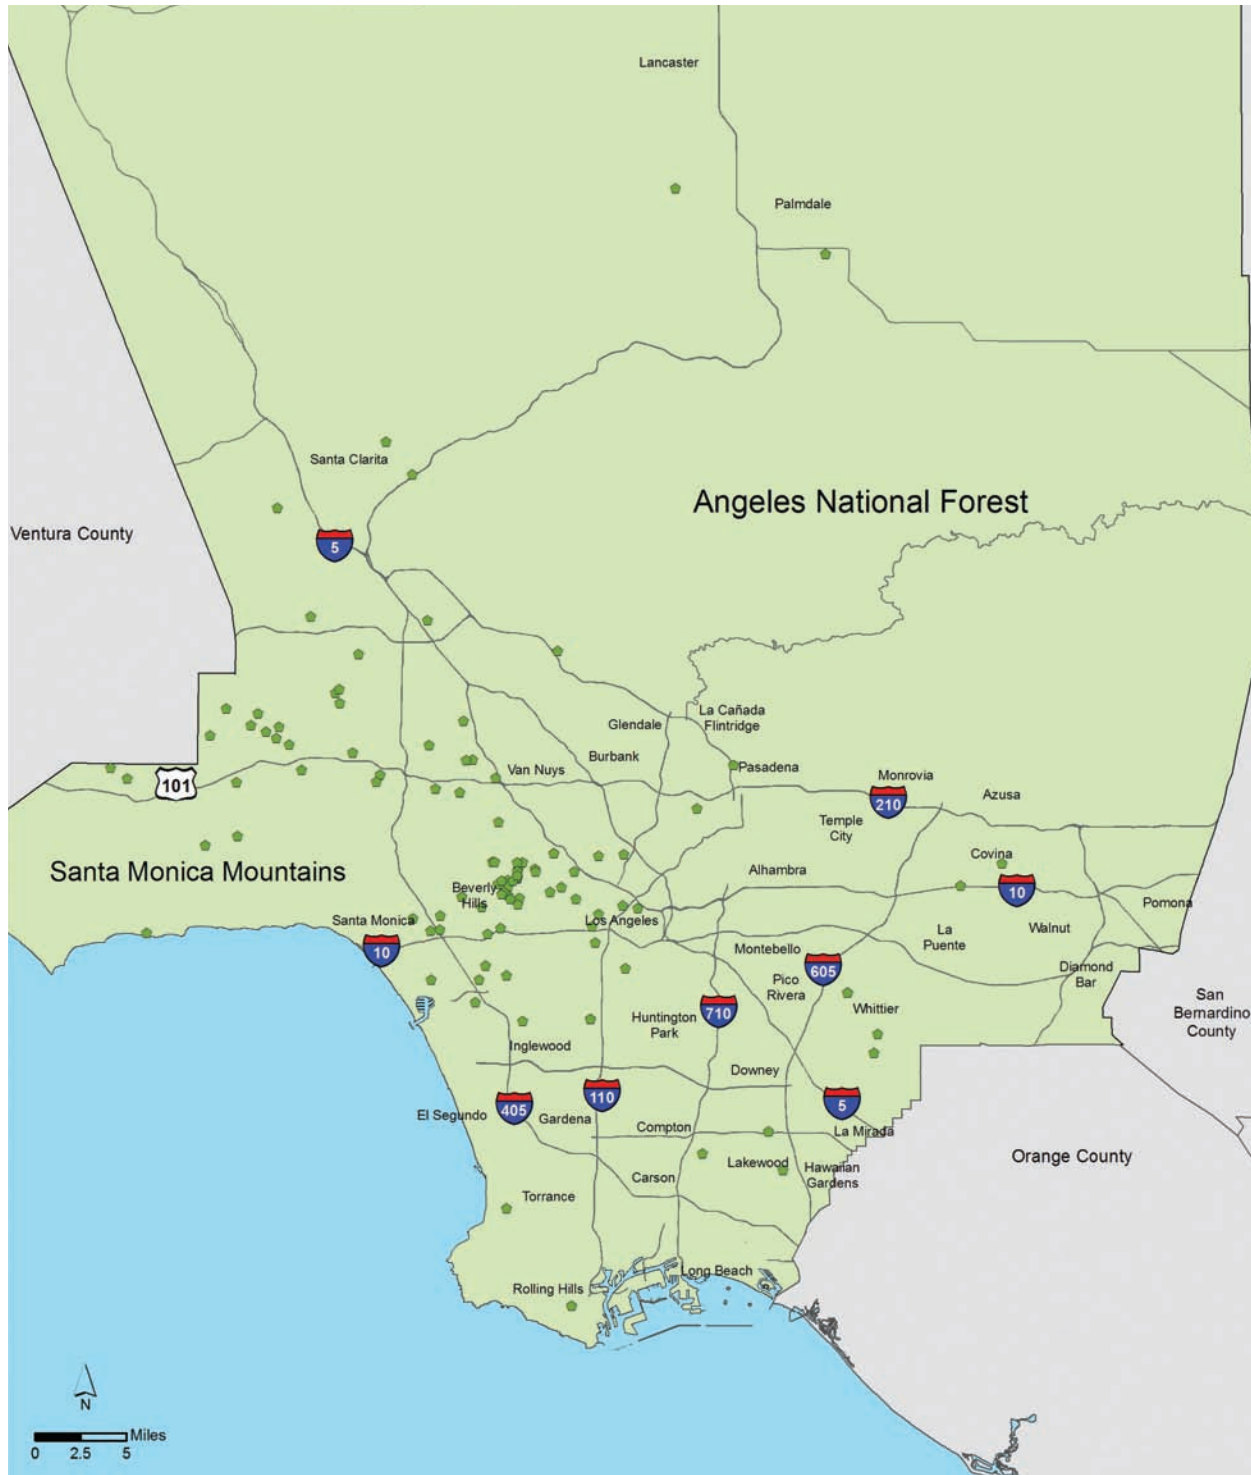 Lancaster
Palmdale
Santa Clarita
Angeles National Forest
Ventura County
5
La Cañada
Flintridge
Glendale
Burbank
Van Nuys
Pasadena
Monrovia
101
210
Azusa
Temple
City
Covina
Santa Monica Mountains
Alhambra
Beverly
Hills
10
Pomona
Santa Monica
Los Angeles
La
Puente
Walnut
10
Montebello
605
Diamond
Bar
Pico
Rivera
San
Bernardino
County
Whittier
Huntington
Park
710
Inglewood
Downey
405
110
5
El Segundo
Gardena
Compton
La Mirada
Orange County
Lakewood
Hawaiian
Gardens
Carson
Torrance
Long Beach
Rolling Hills
N
Miles
0 2.5 5